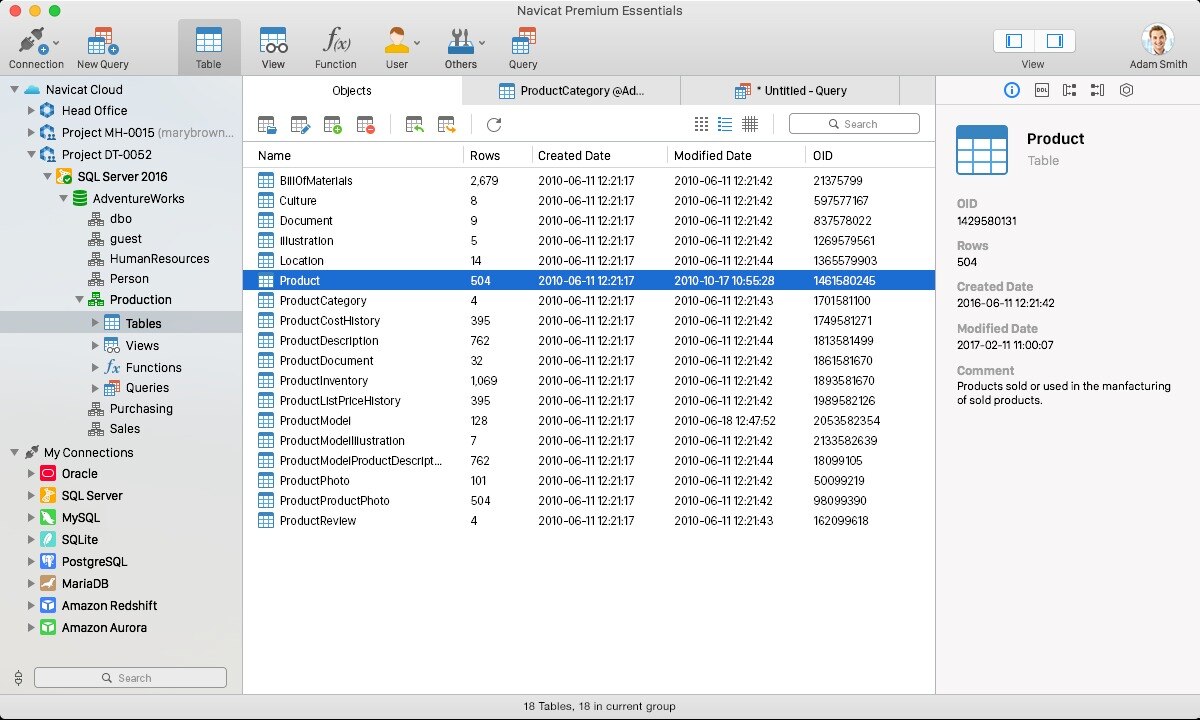 Navicat Premium Essentials
Connection New Query Table View Function User Others Query View Adam Smith
Navicat Cloud
Head Office
Project MH-0015 (marybrown...
Project DT-0052
SQL Server 2016
AdventureWorks
dbo
guest
HumanResources
Person
Production
Tables
Views
Functions
Queries
Purchasing
Sales
My Connections
Oracle
SQL Server
MySQL
SQLite
PostgreSQL
MariaDB
Amazon Redshift
Amazon Aurora
Search
Objects ProductCategory @Ad... * Untitled - Query
Search
Name Rows Created Date Modified Date OID
BillOfMaterials 2,679 2010-06-11 12:21:17 2010-06-11 12:21:42 21375799
Culture 8 2010-06-11 12:21:17 2010-06-11 12:21:42 597577167
Document 9 2010-06-11 12:21:17 2010-06-11 12:21:42 837578022
Illustration 5 2010-06-11 12:21:17 2010-06-11 12:21:42 1269579561
Location 14 2010-06-11 12:21:17 2010-06-11 12:21:44 1365579903
Product 504 2010-06-11 12:21:17 2010-10-17 10:55:28 1461580245
ProductCategory 4 2010-06-11 12:21:17 2010-06-11 12:21:43 1701581100
ProductCostHistory 395 2010-06-11 12:21:17 2010-06-11 12:21:42 1749581271
ProductDescription 762 2010-06-11 12:21:17 2010-06-11 12:21:44 1813581499
ProductDocument 32 2010-06-11 12:21:17 2010-06-11 12:21:42 1861581670
ProductInventory 1,069 2010-06-11 12:21:17 2010-06-11 12:21:42 1893581670
ProductListPriceHistory 395 2010-06-11 12:21:17 2010-06-11 12:21:42 1989582126
ProductModel 128 2010-06-11 12:21:17 2010-06-18 12:47:52 2053582354
ProductModelIllustration 7 2010-06-11 12:21:17 2010-06-11 12:21:42 2133582639
ProductModelProductDescript... 762 2010-06-11 12:21:17 2010-06-11 12:21:44 18099105
ProductPhoto 101 2010-06-11 12:21:17 2010-06-11 12:21:42 50099219
ProductProductPhoto 504 2010-06-11 12:21:17 2010-06-11 12:21:42 98099390
ProductReview 4 2010-06-11 12:21:17 2010-06-11 12:21:43 162099618
DDL
Product
Table
OID
1429580131
Rows
504
Created Date
2016-06-11 12:21:42
Modified Date
2017-02-11 11:00:07
Comment
Products sold or used in the manfacturing
of sold products.
18 Tables, 18 in current group